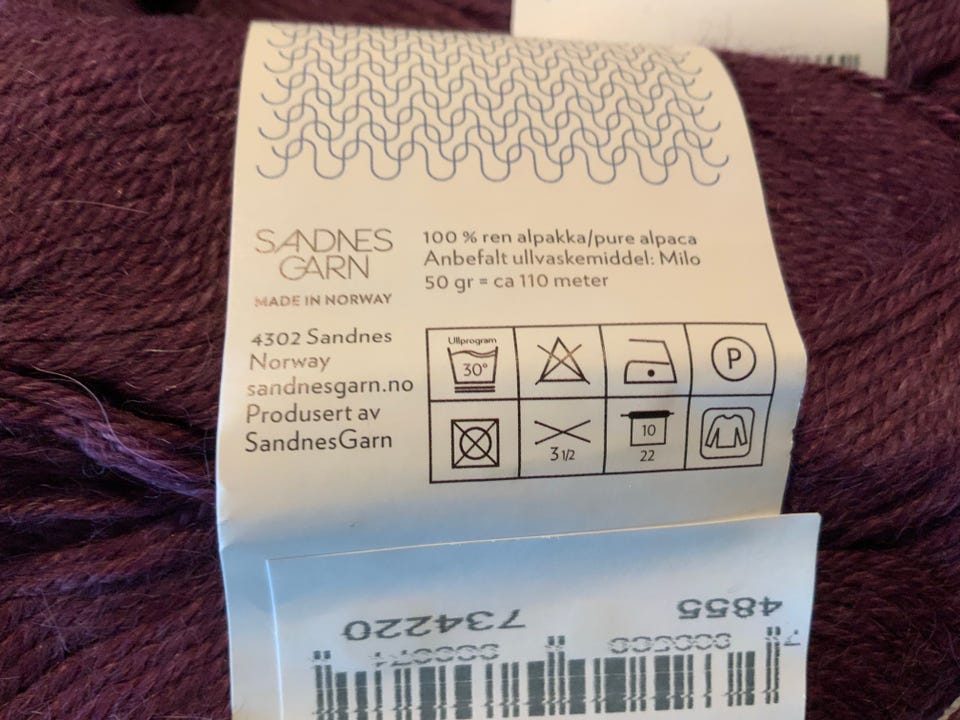 SANDNES
GARN
MADE IN NORWAY
100 % ren alpakka/pure alpaca
Anbefalt ullvaskemiddel: Milo
50 gr = ca 110 meter
4302 Sandnes
Norway
sandnesgarn.no
Produsert av
SandnesGarn
Ullprogram
30°
P
3 1/2
10
22
4855
734220